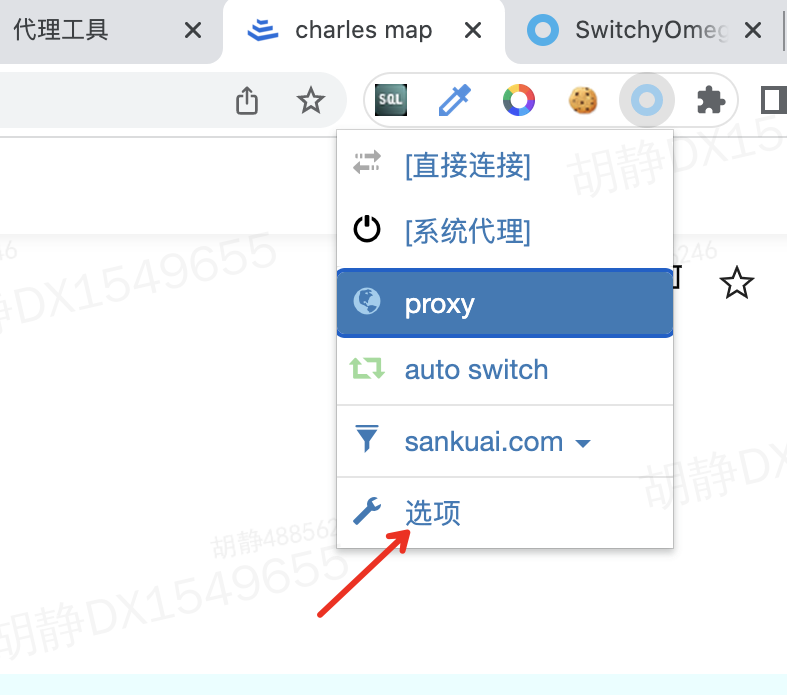 代理工具
charles map
SwitchyOmeg
SQL
[直接连接]
[系统代理]
proxy
auto switch
sankuai.com
选项
胡静DX15
246
胡静DX1549655
胡静488562
胡静DX1549655
胡静DX